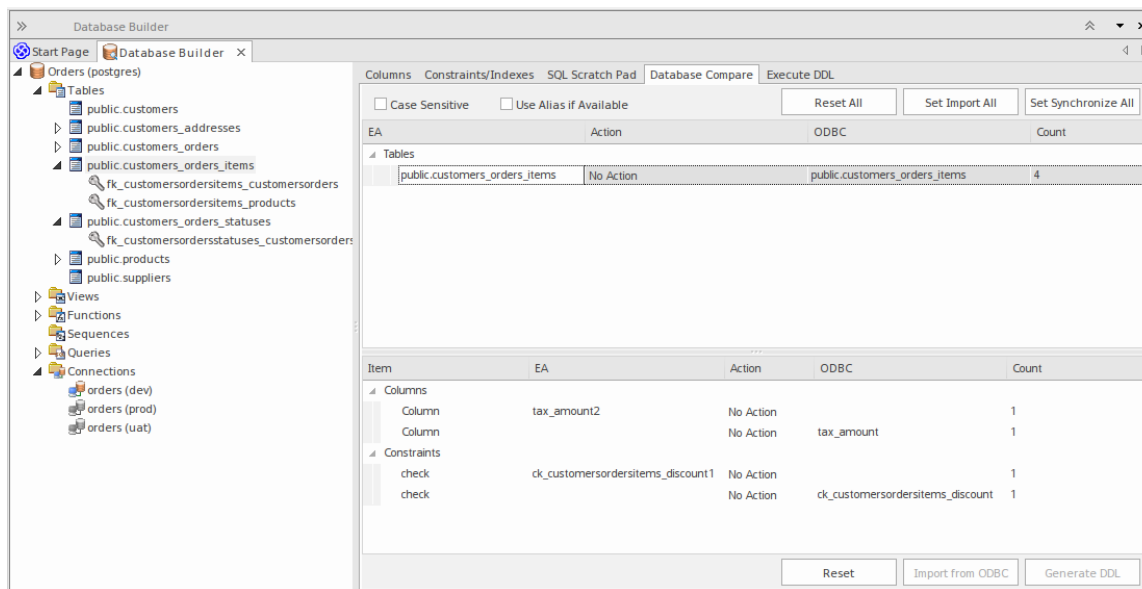 Database Builder
Start Page Database Builder
Orders (postgres)
Tables
public.customers
public.customers_addresses
public.customers_orders
public.customers_orders_items
fk_customersordersitems_customersorders
fk_customersordersitems_products
public.customers_orders_statuses
fk_customersordersstatuses_customersorders
public.products
public.suppliers
Views
Functions
Sequences
Queries
Connections
orders (dev)
orders (prod)
orders (uat)
Columns Constraints/Indexes SQL Scratch Pad Database Compare Execute DDL
Case Sensitive Use Alias if Available Reset All Set Import All Set Synchronize All
EA Action ODBC Count
Tables
public.customers_orders_items No Action public.customers_orders_items 4
Item EA Action ODBC Count
Columns
Column tax_amount2 No Action 1
Column No Action tax_amount 1
Constraints
check ck_customersordersitems_discount1 No Action 1
check No Action ck_customersordersitems_discount 1
Reset Import from ODBC Generate DDL